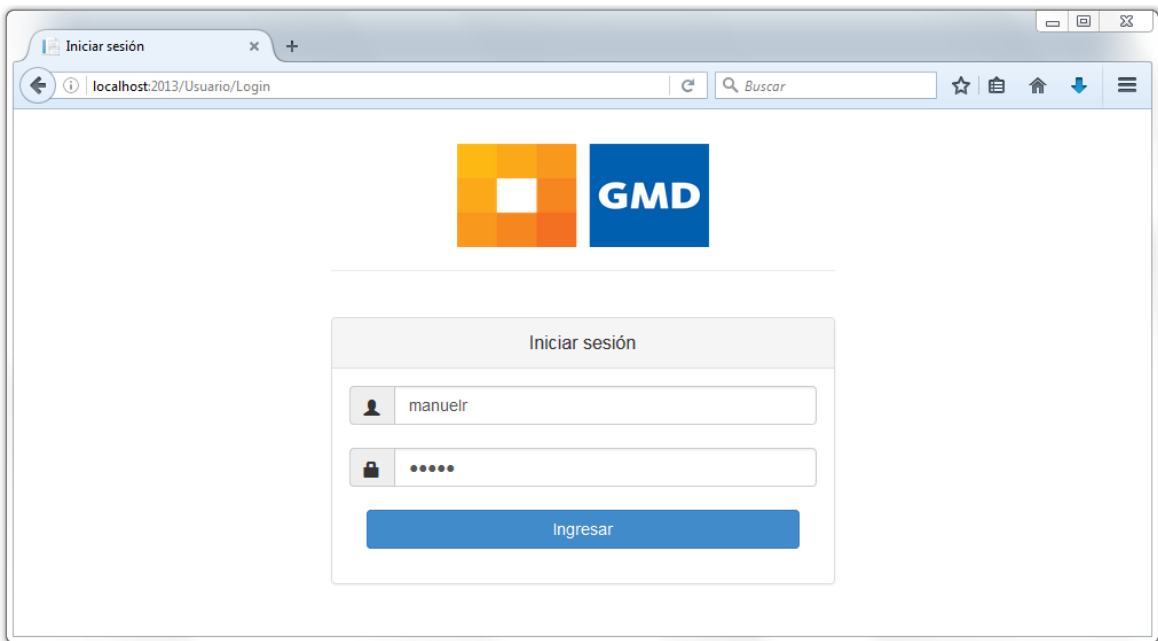 Iniciar sesión
localhost:2013/Usuario/Login
Buscar
GMD
Iniciar sesión
manuelr
•••••
Ingresar